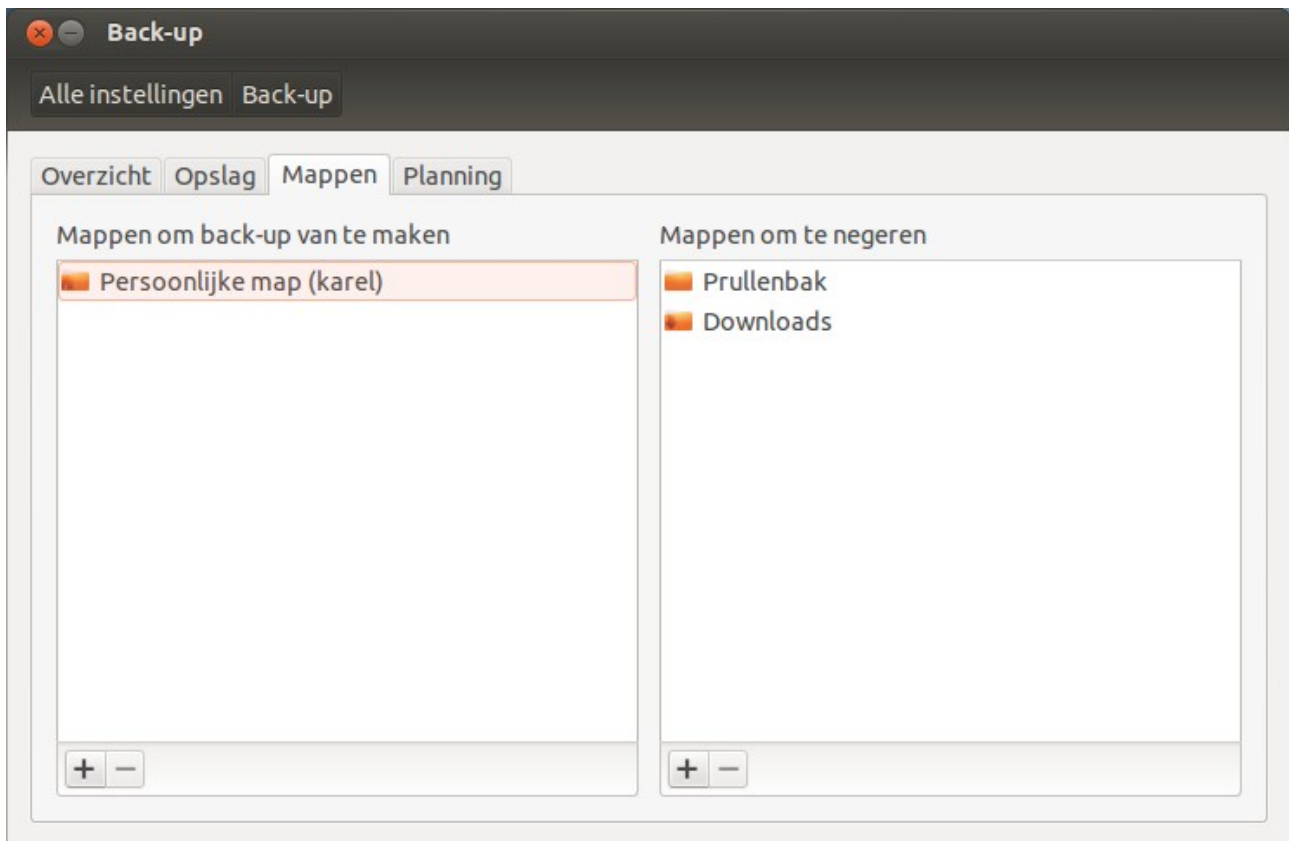 Back-up
Alle instellingen Back-up
Overzicht Opslag Mappen Planning
Mappen om back-up van te maken
Persoonlijke map (karel)
Mappen om te negeren
Prullenbak
Downloads